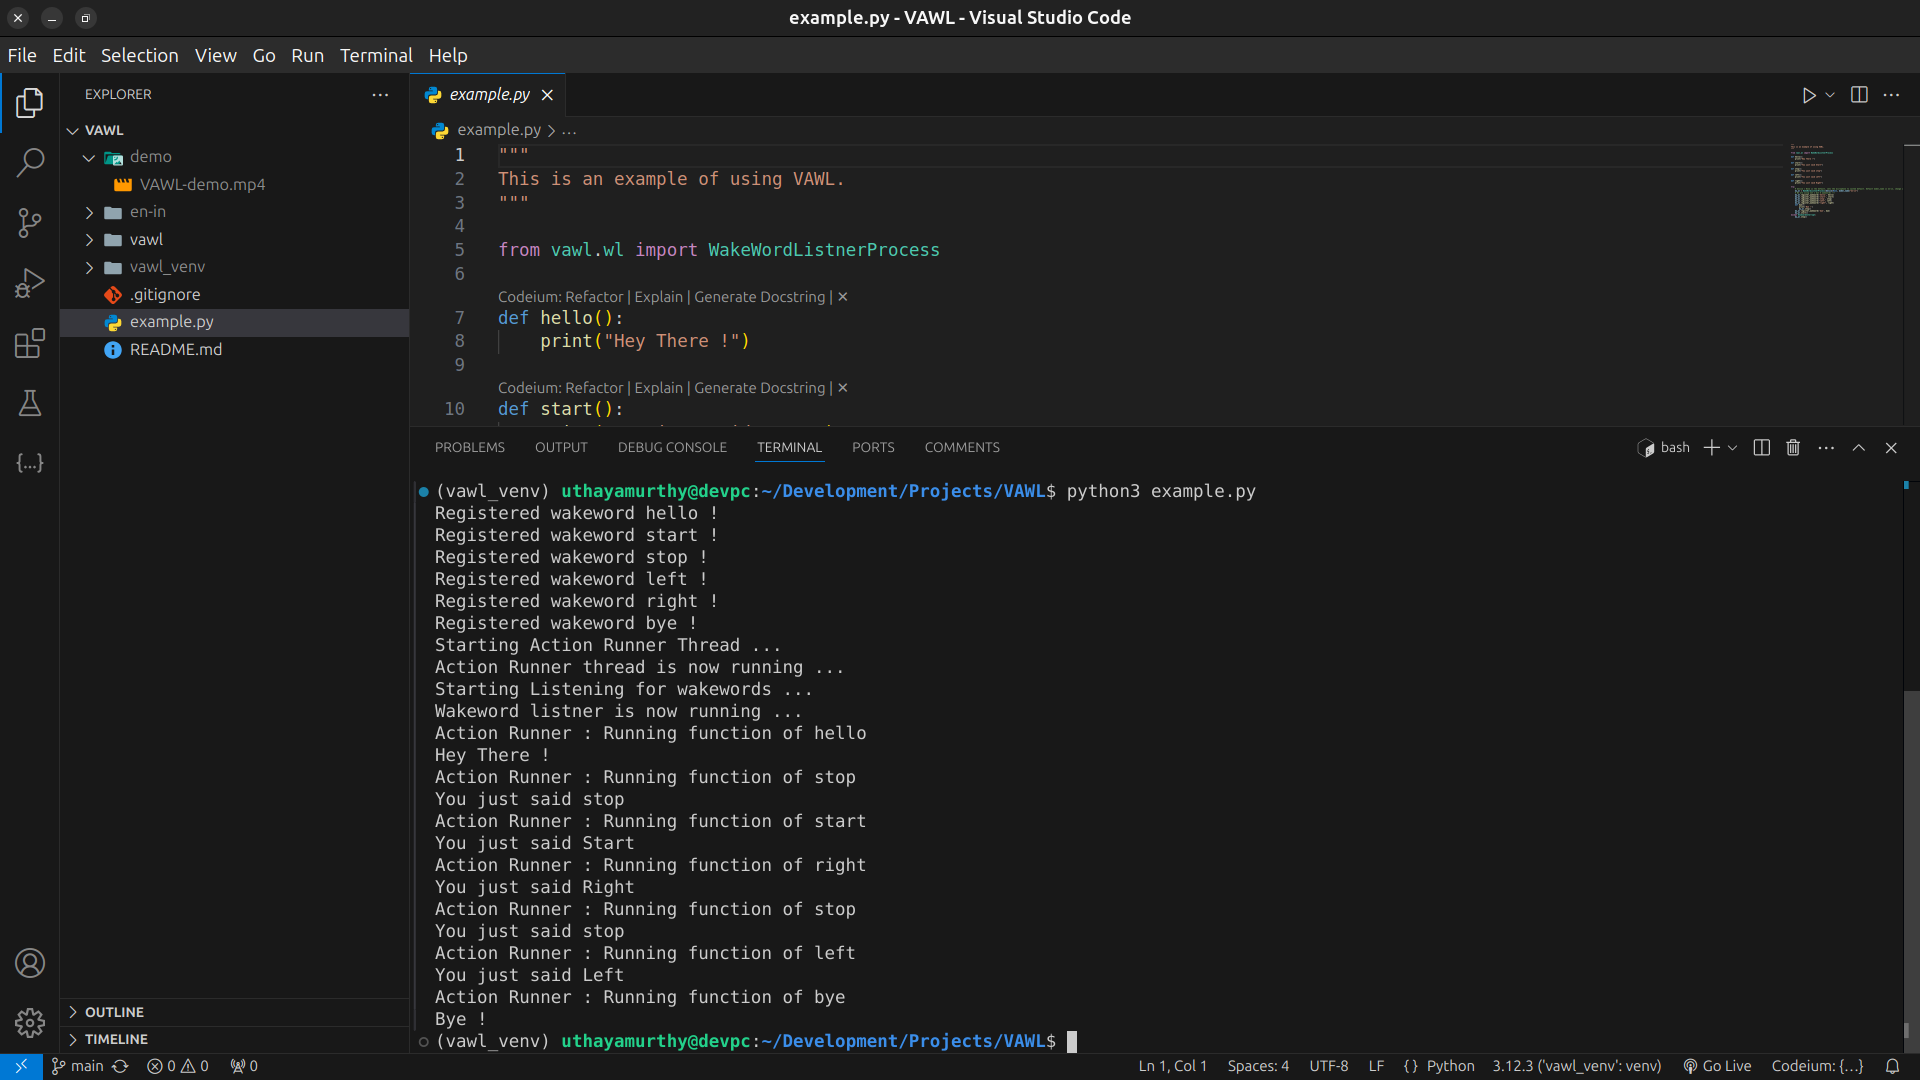 example.py - VAWL - Visual Studio Code
File Edit Selection View Go Run Terminal Help
EXPLORER
VAWL
demo
VAWL-demo.mp4
en-in
vawl
vawl_venv
.gitignore
example.py
README.md
OUTLINE
TIMELINE
example.py
example.py > ...
1 """
2 This is an example of using VAWL.
3 """
4
5 from vawl.wl import WakeWordListnerProcess
6
Codeium: Refactor | Explain | Generate Docstring | ✕
7 def hello():
8     print("Hey There !")
9
Codeium: Refactor | Explain | Generate Docstring | ✕
10 def start():
PROBLEMS OUTPUT DEBUG CONSOLE TERMINAL PORTS COMMENTS
bash
(vawl_venv) uthayamurthy@devpc:~/Development/Projects/VAWL$ python3 example.py
Registered wakeword hello !
Registered wakeword start !
Registered wakeword stop !
Registered wakeword left !
Registered wakeword right !
Registered wakeword bye !
Starting Action Runner Thread ...
Action Runner thread is now running ...
Starting Listening for wakewords ...
Wakeword listner is now running ...
Action Runner : Running function of hello
Hey There !
Action Runner : Running function of stop
You just said stop
Action Runner : Running function of start
You just said Start
Action Runner : Running function of right
You just said Right
Action Runner : Running function of stop
You just said stop
Action Runner : Running function of left
You just said Left
Action Runner : Running function of bye
Bye !
(vawl_venv) uthayamurthy@devpc:~/Development/Projects/VAWL$
main 0 0 0 Ln 1, Col 1 Spaces: 4 UTF-8 LF {} Python 3.12.3 ('vawl_venv': venv) Go Live Codeium: {...}